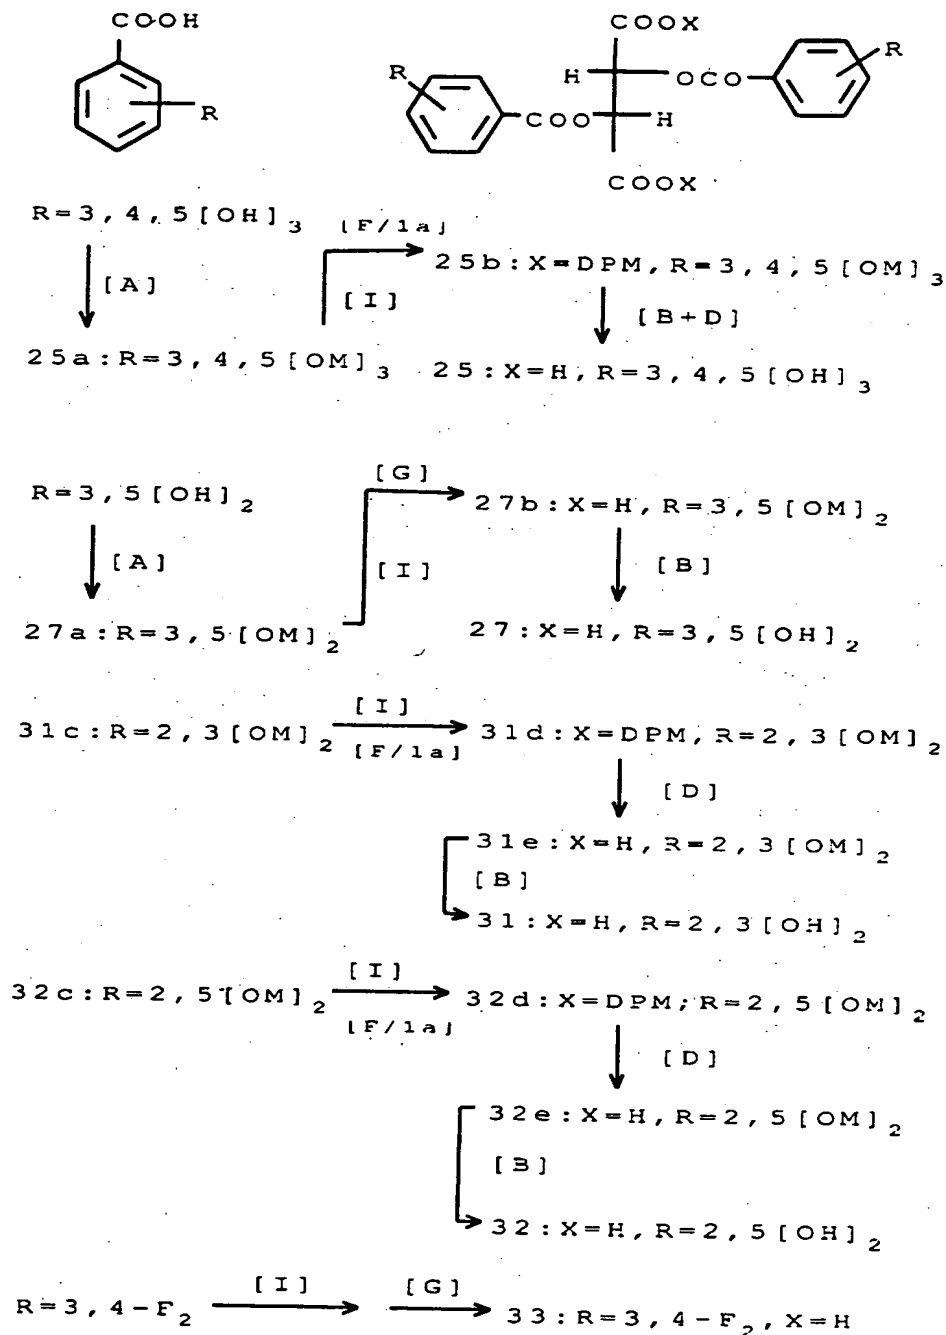 COOH
R
COOX
R
H
OCO
R
COO
H
COOX
R=3,4,5[OH]3
[F/1a]
25b:X=DPM,R=3,4,5[OM]3
[A]
[I]
[B+D]
25a:R=3,4,5[OM]3
25:X=H,R=3,4,5[OH]3
R=3,5[OH]2
[G]
27b:X=H,R=3,5[OM]2
[A]
[I]
[B]
27a:R=3,5[OM]2
27:X=H,R=3,5[OH]2
31c:R=2,3[OM]2
[I]
[F/1a]
31d:X=DPM,R=2,3[OM]2
[D]
31e:X=H,R=2,3[OM]2
[B]
31:X=H,R=2,3[OH]2
32c:R=2,5[OM]2
[I]
[F/1a]
32d:X=DPM;R=2,5[OM]2
[D]
32e:X=H,R=2,5[OM]2
[B]
32:X=H,R=2,5[OH]2
R=3,4-F2
[I]
[G]
33:R=3,4-F2,X=H